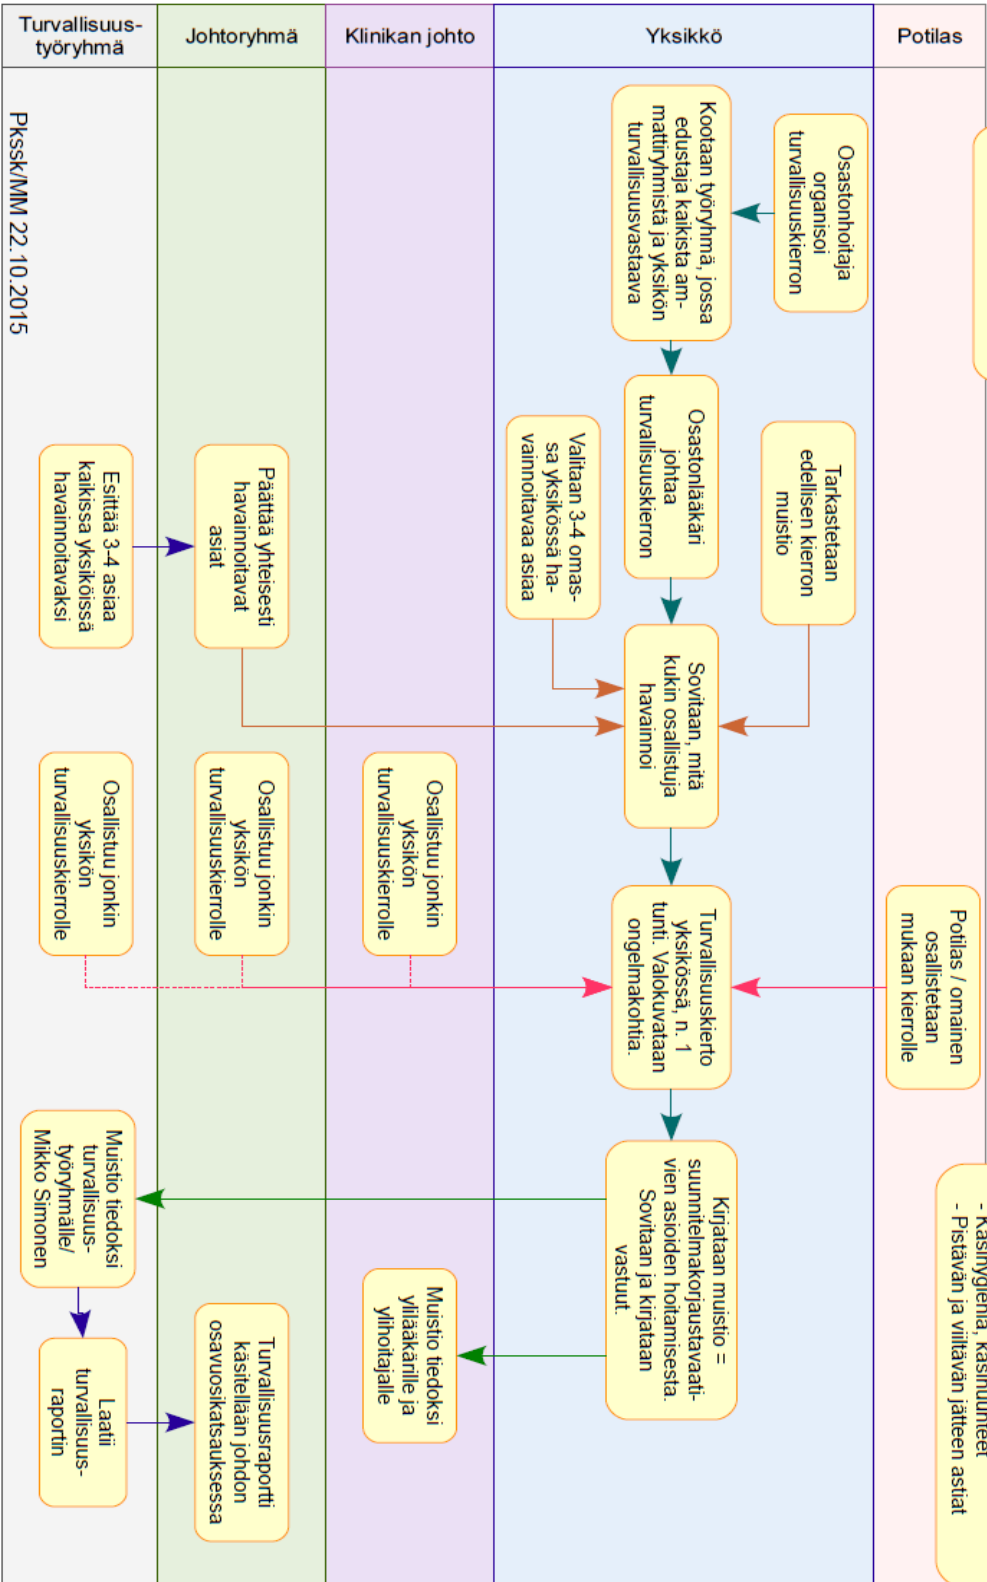 Turvallisuus-
työryhmä
Johtoryhmä
Klinikan johto
Yksikkö
Potilas
Osastonhoitaja
organisoi
turvallisuuskierron
Kootaan työryhmä, jossa
edustaja kaikista am-
mattiryhmistä ja yksikön
turvallisuusvastaava
Osastonlääkäri
johtaa
turvallisuuskierron
Tarkastetaan
edellisen kierron
muistio
Valitaan 3-4 omas-
sa yksikössä ha-
vainnoitavaa asiaa
Esittää 3-4 asiaa
kaikissa yksiköissä
havainnoitavaksi
Päättää yhteisesti
havainnoitavat
asiat
Sovitaan, mitä
kukin osallistuja
havainnoi
Osallistuu jonkin
yksikön
turvallisuuskierrolle
Osallistuu jonkin
yksikön
turvallisuuskierrolle
Osallistuu jonkin
yksikön
turvallisuuskierrolle
Turvallisuuskierto
yksikössä, n. 1
tunti. Valokuvataan
ongelmakohtia.
Potilas / omainen
osallistetaan
mukaan kierrolle
Kirjataan muistio =
suunnitelmakorjaustavaati-
vien asioiden hoitamisesta.
Sovitaan ja kirjataan
vastuut.
Muistio tiedoksi
turvallisuus-
työryhmälle/
Mikko Simonen
Muistio tiedoksi
ylilääkärille ja
ylihoitajalle
Laatii
turvallisuus-
raportin
Turvallisuusraportti
käsitellään johdon
osavuosikatsauksessa
- Käsihygienia, käsihuuhteet
- Pistävän ja viiltävän jätteen astiat
Pkssk/MM 22.10.2015